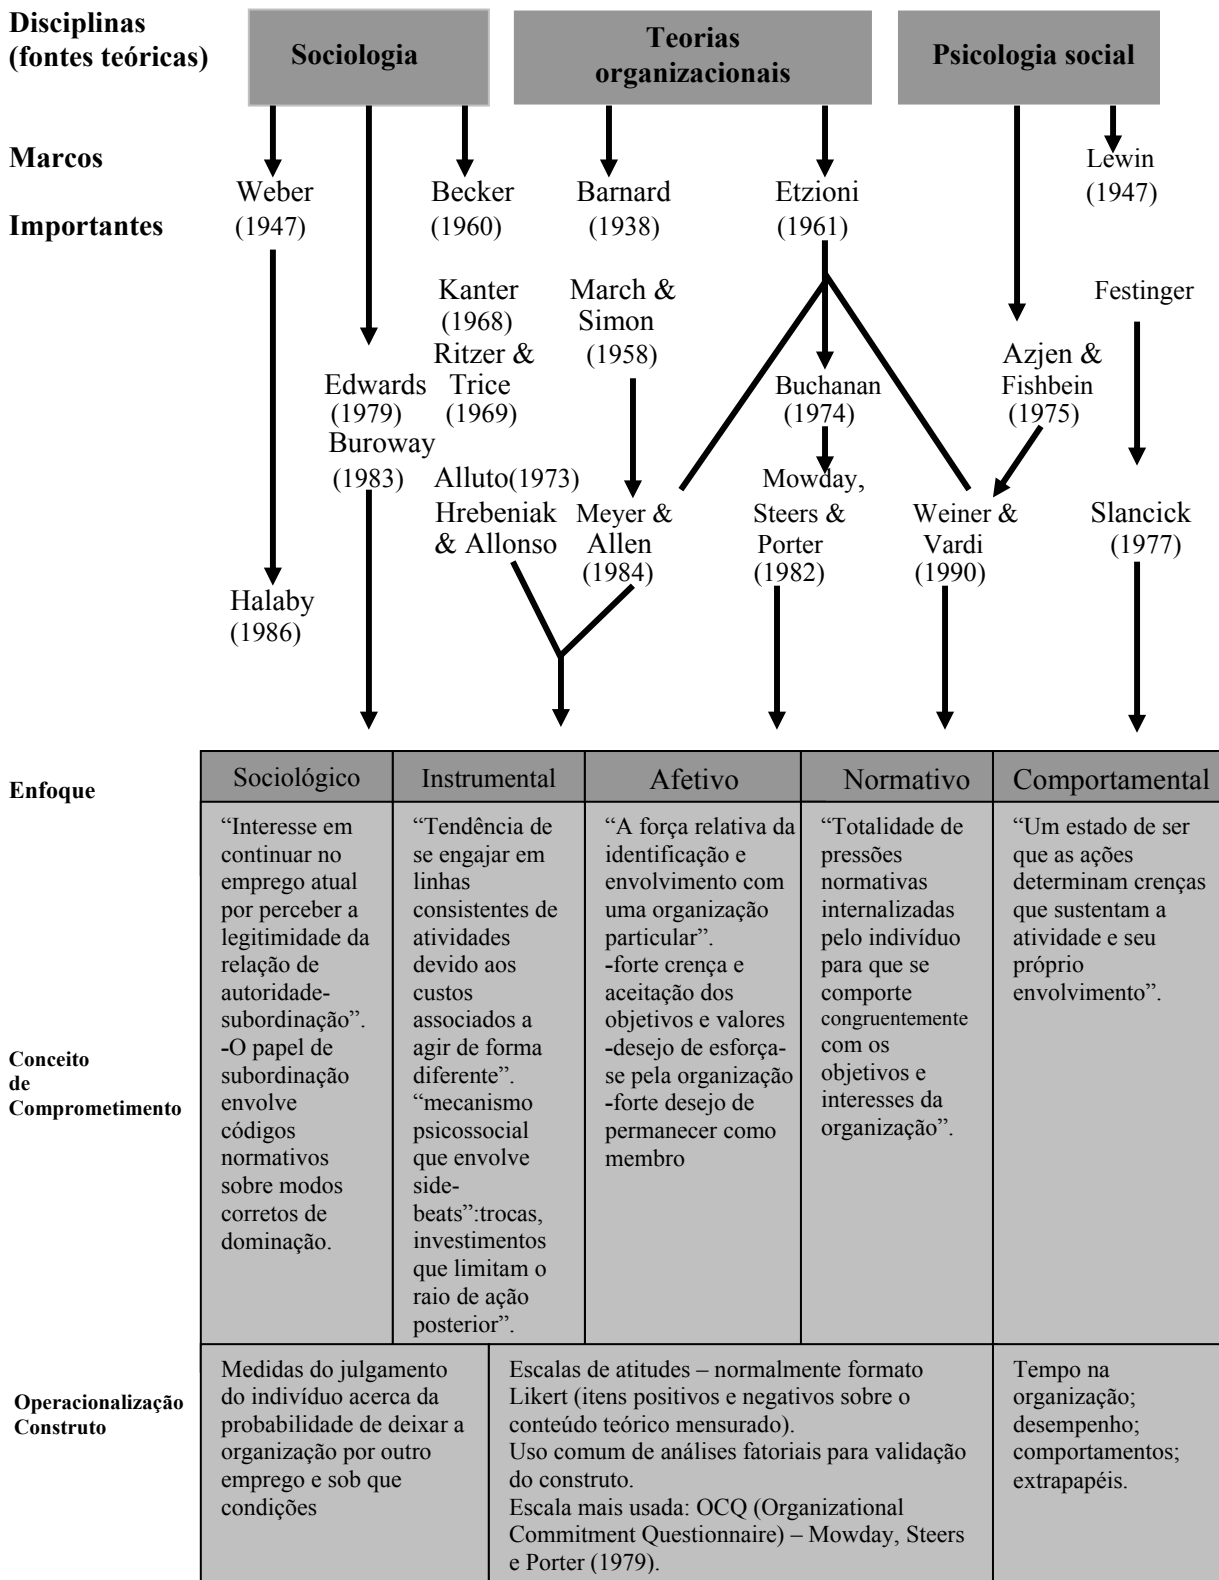 Disciplinas
(fontes teóricas)
Sociologia
Teorias
organizacionais
Psicologia social
Marcos
Importantes
Weber
(1947)
Becker
(1960)
Barnard
(1938)
Etzioni
(1961)
Lewin
(1947)
Kanter
(1968)
Ritzer &
Trice
(1969)
March &
Simon
(1958)
Festinger
Azjen &
Fishbein
(1975)
Edwards
(1979)
Buroway
(1983)
Buchanan
(1974)
Alluto(1973)
Hrebeniak
& Allonso
Meyer &
Allen
(1984)
Mowday,
Steers &
Porter
(1982)
Weiner &
Vardi
(1990)
Slancick
(1977)
Halaby
(1986)
Enfoque
Sociológico
Instrumental
Afetivo
Normativo
Comportamental
Conceito
de
Comprometimento
“Interesse em
continuar no
emprego atual
por perceber a
legitimidade da
relação de
autoridade-
subordinação”.
-O papel de
subordinação
envolve
códigos
normativos
sobre modos
corretos de
dominação.
“Tendência de
se engajar em
linhas
consistentes de
atividades
devido aos
custos
associados a
agir de forma
diferente”.
“mecanismo
psicossocial
que envolve
side-
beats”:trocas,
investimentos
que limitam o
raio de ação
posterior”.
“A força relativa da
identificação e
envolvimento com
uma organização
particular”.
-forte crença e
aceitação dos
objetivos e valores
-desejo de esforça-
se pela organização
-forte desejo de
permanecer como
membro
“Totalidade de
pressões
normativas
internalizadas
pelo indivíduo
para que se
comporte
congruentemente
com os
objetivos e
interesses da
organização”.
“Um estado de ser
que as ações
determinam crenças
que sustentam a
atividade e seu
próprio
envolvimento”.
Operacionalização
Construto
Medidas do julgamento
do indivíduo acerca da
probabilidade de deixar a
organização por outro
emprego e sob que
condições
Escalas de atitudes – normalmente formato
Likert (itens positivos e negativos sobre o
conteúdo teórico mensurado).
Uso comum de análises fatoriais para validação
do construto.
Escala mais usada: OCQ (Organizational
Commitment Questionnaire) – Mowday, Steers
e Porter (1979).
Tempo na
organização;
desempenho;
comportamentos;
extrapapéis.